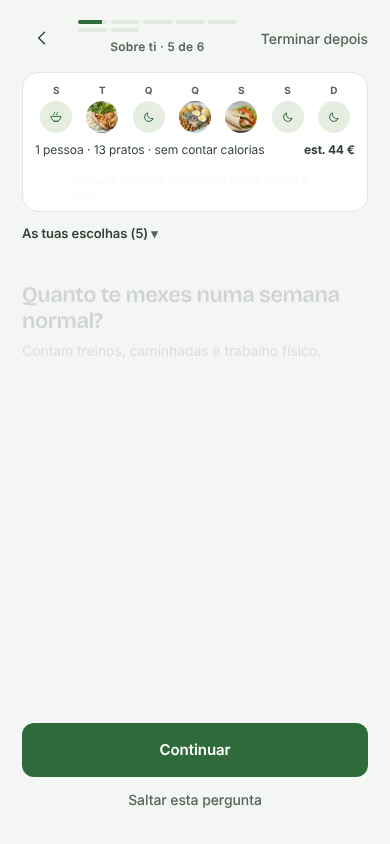 Sobre ti · 5 de 6
Terminar depois
S T Q Q S S D
1 pessoa · 13 pratos · sem contar calorias
est. 44 €
As tuas escolhas (5) ▾
Quanto te mexes numa semana
normal?
Contam treinos, caminhadas e trabalho físico.
Continuar
Saltar esta pergunta